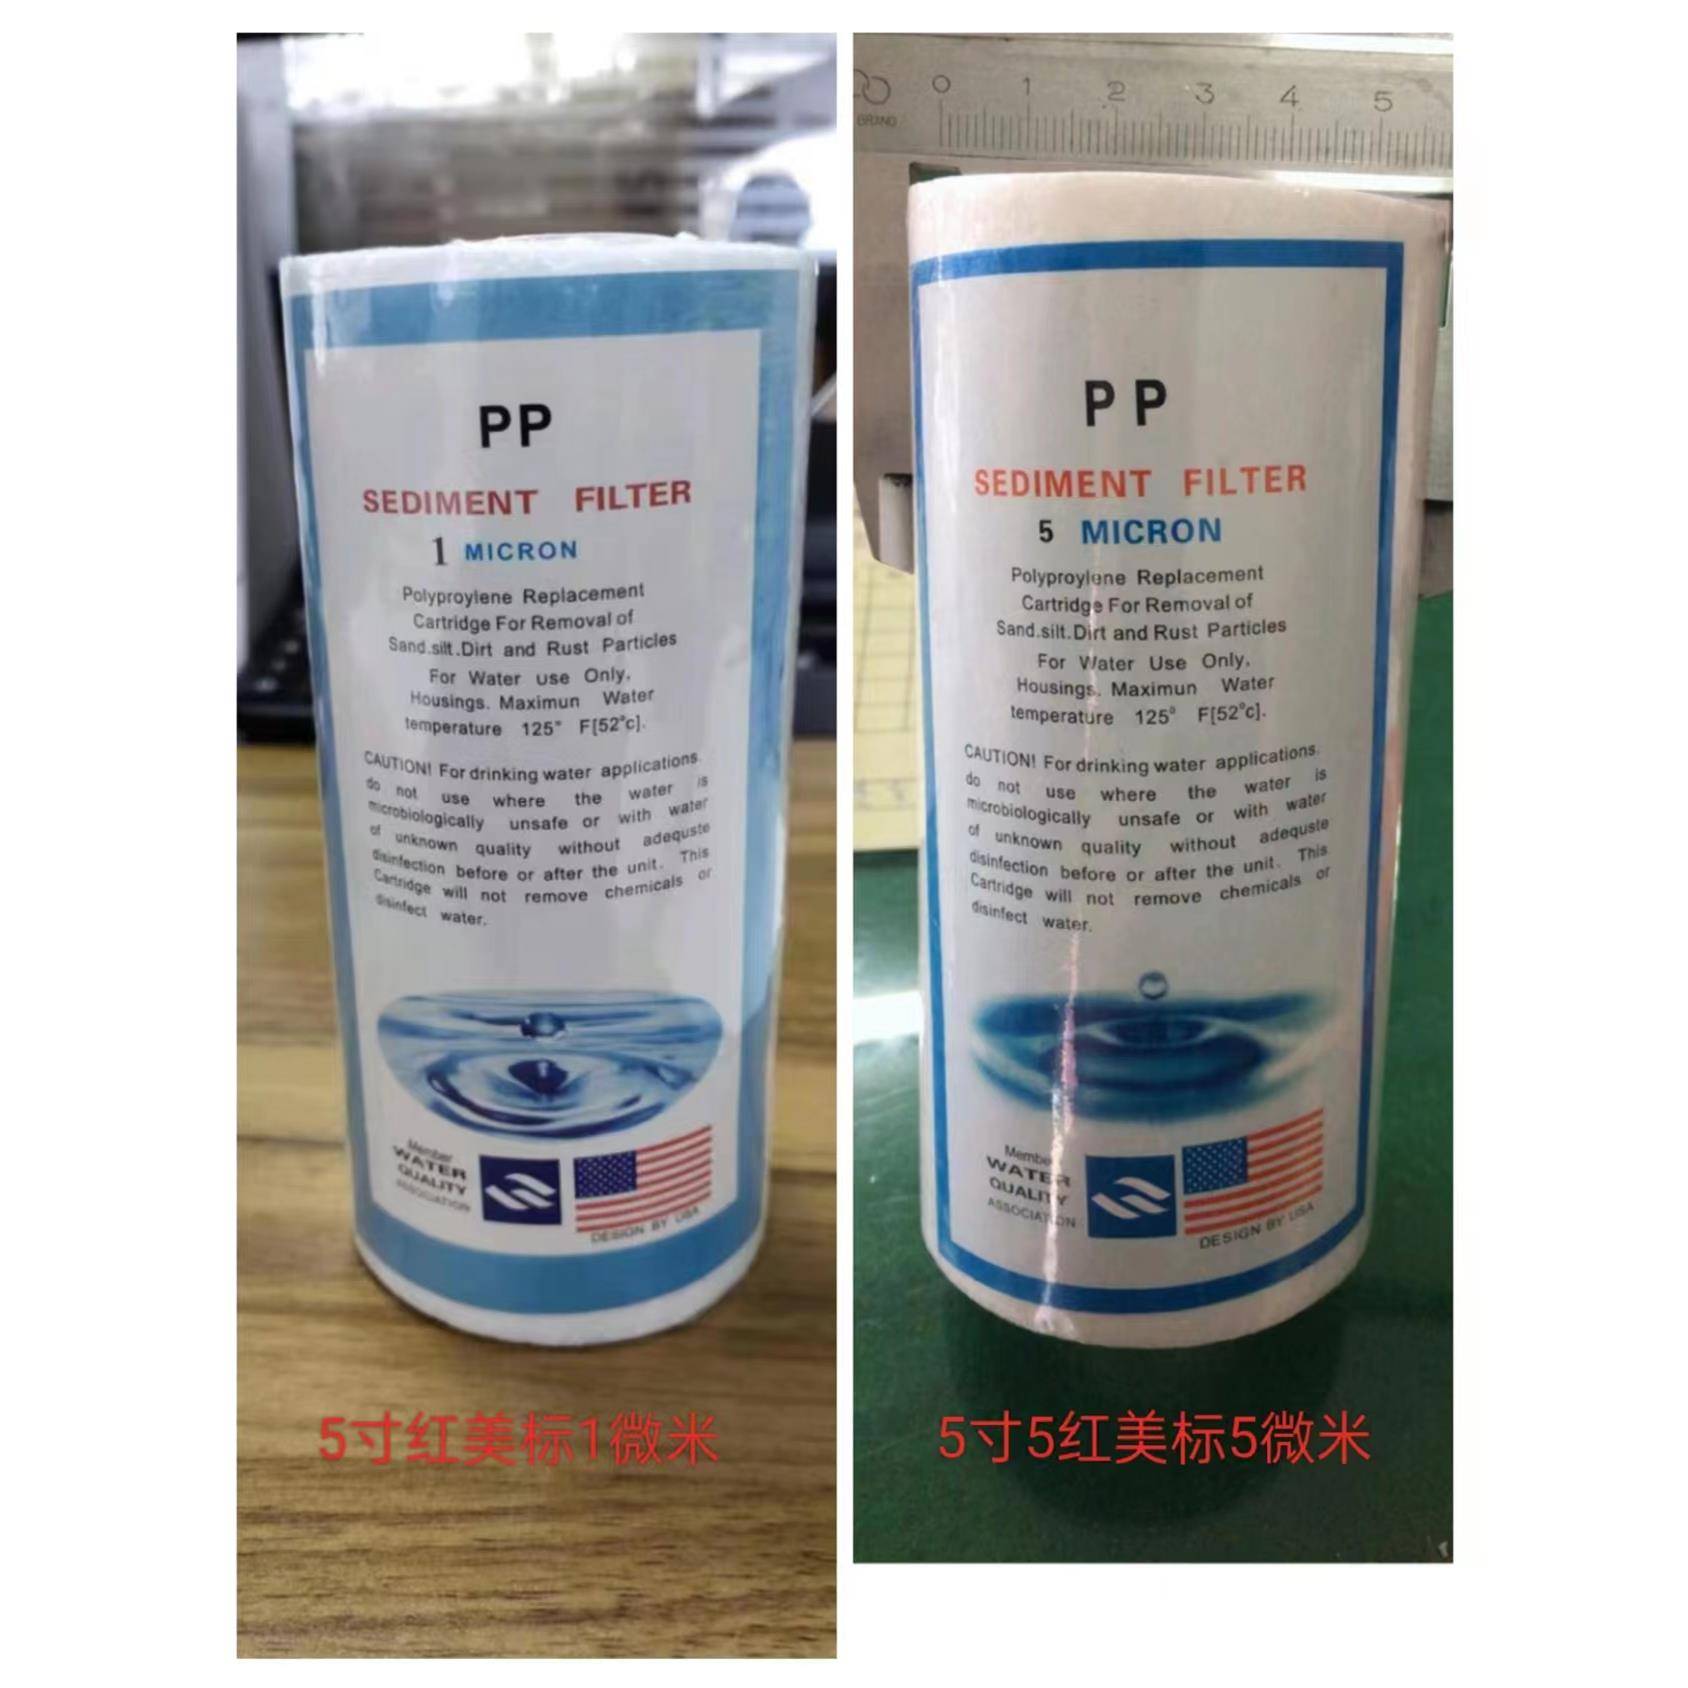 PP
SEDIMENT FILTER
1 MICRON
Polyproylene Replacement
Cartridge For Removal of
Sand.silt.Dirt and Rust Particles
For Water use Only,
Housings. Maximun Water
temperature 125° F[52°c].
CAUTION! For drinking water applications.
do not use where the water is
microbiologically unsafe or with water
of unknown quality without adequste
disinfection before or after the unit. This
Cartridge will not remove chemicals or
disinfect water.
Member
WATER
QUALITY
ASSOCIATION
DESIGN BY USA
5寸红美标1微米
0 1 2 3 4 5
BRAND
PP
SEDIMENT FILTER
5 MICRON
Polyproylene Replacement
Cartridge For Removal of
Sand.silt.Dirt and Rust Particles
For Water Use Only,
Housings. Maximun Water
temperature 125° F[52°c].
CAUTION! For drinking water applications.
do not use where the water is
microbiologically unsafe or with water
of unknown quality without adequste
disinfection before or after the unit. This
Cartridge will not remove chemicals or
disinfect water.
Member
WATER
QUALITY
ASSOCIATION
DESIGN BY USA
5寸5红美标5微米